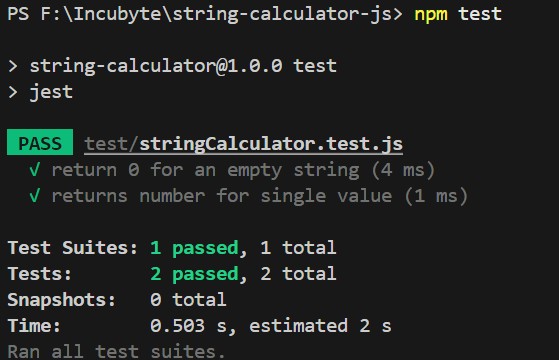 PS F:\Incubyte\string-calculator-js> npm test
> string-calculator@1.0.0 test
> jest
PASS test/stringCalculator.test.js
√ return 0 for an empty string (4 ms)
√ returns number for single value (1 ms)
Test Suites: 1 passed, 1 total
Tests: 2 passed, 2 total
Snapshots: 0 total
Time: 0.503 s, estimated 2 s
Ran all test suites.